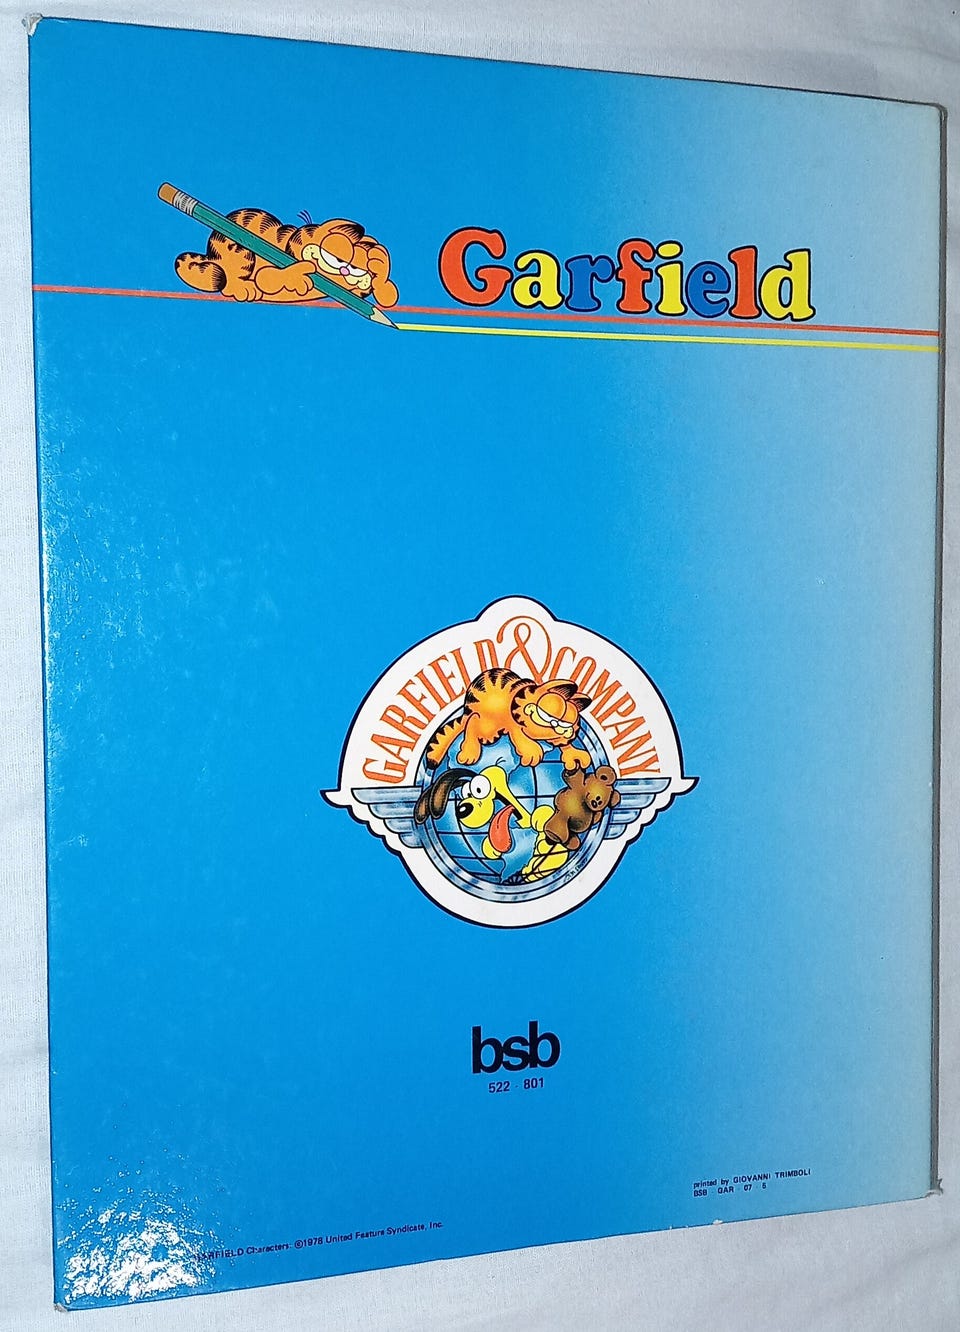 Garfield
GARFIELD & COMPANY
bsb
522 - 801
printed by GIOVANNI TRIMBOLI
BSB - GAR - 07 - 5
GARFIELD Characters: ©1978 United Feature Syndicate, Inc.